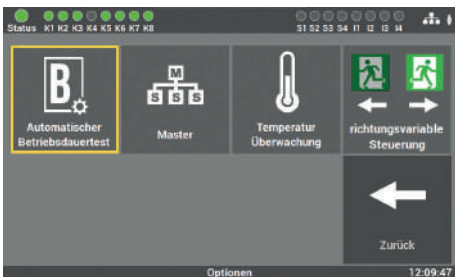 Status K1 K2 K3 K4 K5 K6 K7 K8 S1 S2 S3 S4 I1 I2 I3 I4 i
B
M
S S S
Automatischer
Betriebsdauertest
Master
Temperatur
Überwachung
richtungsvariable
Steuerung
Zurück
Optionen 12:09:47